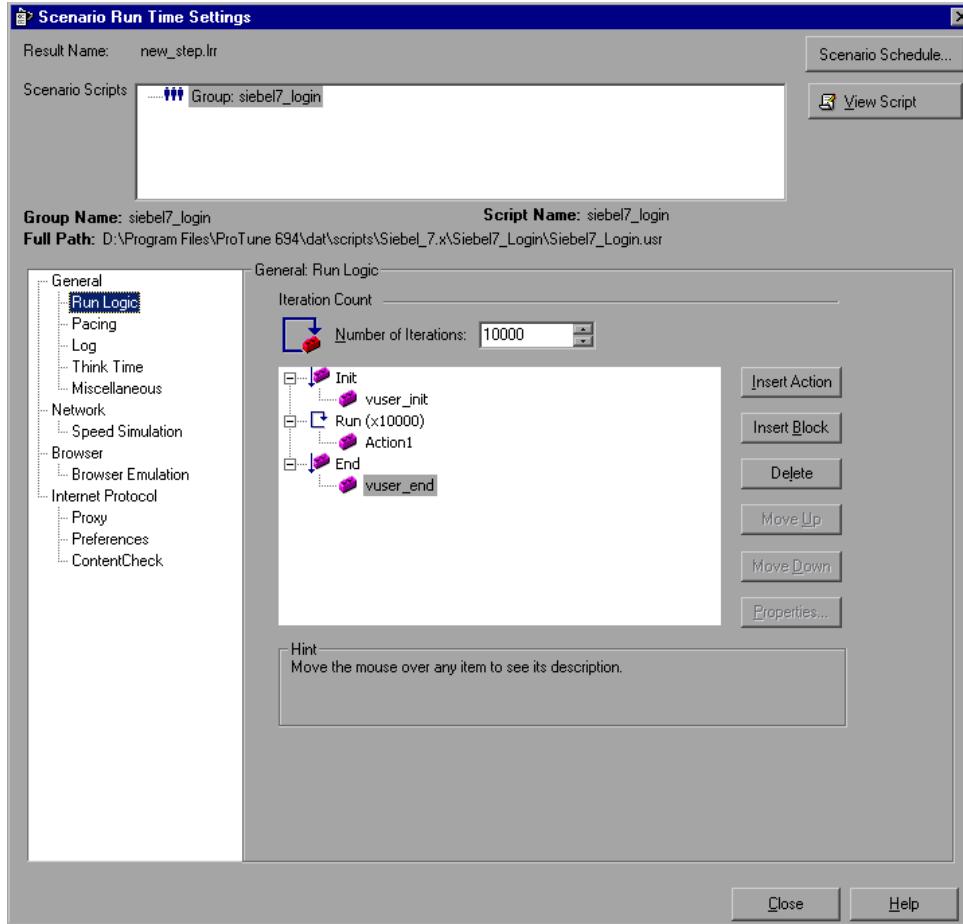 Scenario Run Time Settings
Result Name: new_step.lrr
Scenario Schedule...
Scenario Scripts
Group: siebel7_login
View Script
Group Name: siebel7_login
Script Name: siebel7_login
Full Path: D:\Program Files\ProTune 694\dat\scripts\Siebel_7.x\Siebel7_Login\Siebel7_Login.usr
General
Run Logic
Pacing
Log
Think Time
Miscellaneous
Network
Speed Simulation
Browser
Browser Emulation
Internet Protocol
Proxy
Preferences
ContentCheck
General: Run Logic
Iteration Count
Number of Iterations: 10000
Init
vuser_init
Run (x10000)
Action1
End
vuser_end
Insert Action
Insert Block
Delete
Move Up
Move Down
Properties...
Hint
Move the mouse over any item to see its description.
Close
Help